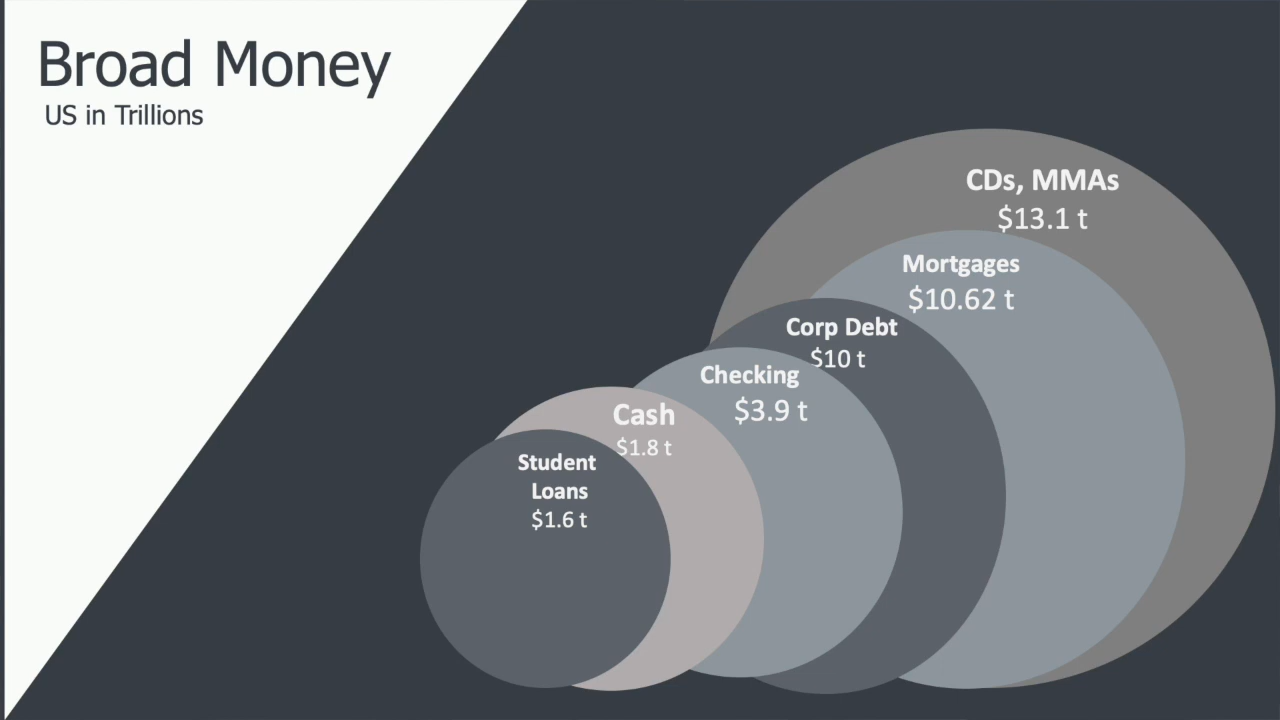 Broad Money
US in Trillions
CDs, MMAs
$13.1 t
Mortgages
$10.62 t
Corp Debt
$10 t
Checking
$3.9 t
Cash
$1.8 t
Student
Loans
$1.6 t